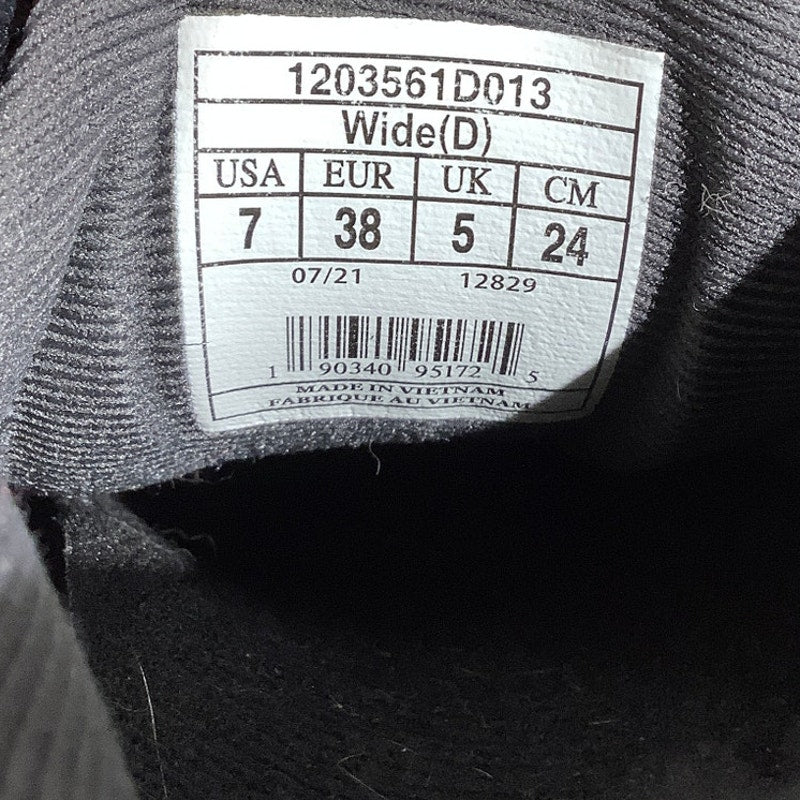 1203561D013
Wide(D)
USA EUR UK CM
7 38 5 24
07/21 12829
1 90340 95172 5
MADE IN VIETNAM
FABRIQUE AU VIETNAM